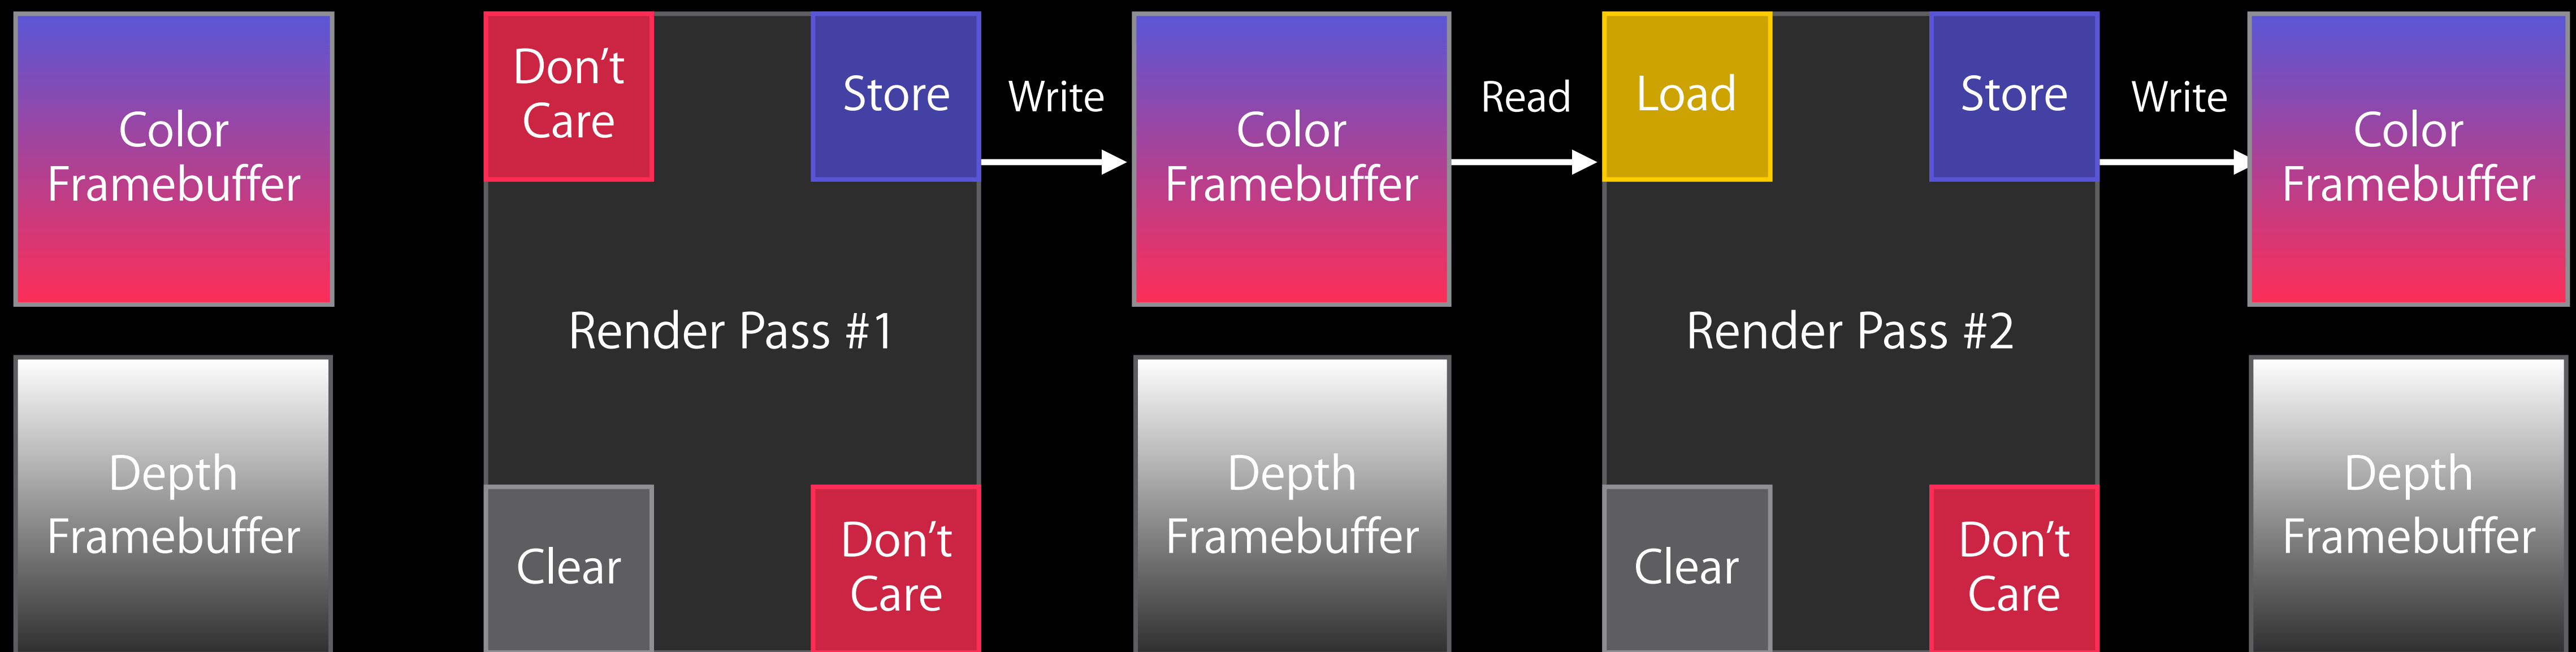 Color
Framebuffer
Depth
Framebuffer
Don't
Care
Store
Render Pass #1
Clear
Don't
Care
Write
Color
Framebuffer
Depth
Framebuffer
Read
Load
Store
Render Pass #2
Clear
Don't
Care
Write
Color
Framebuffer
Depth
Framebuffer